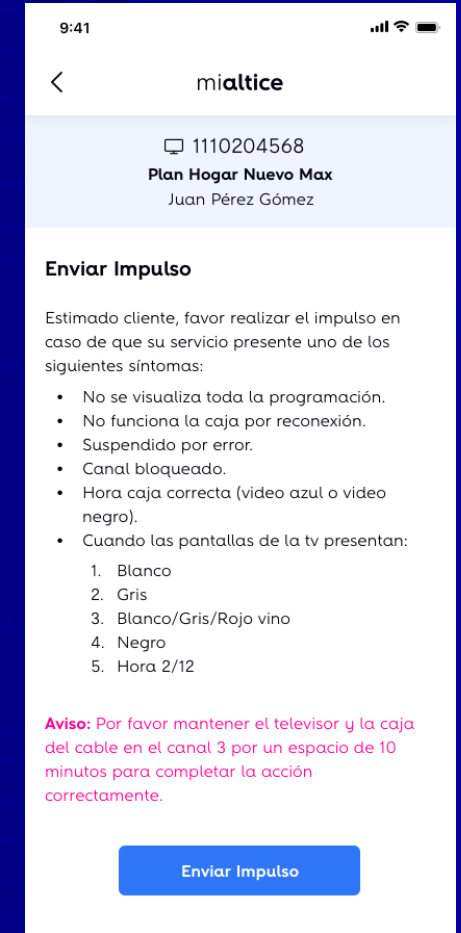 9:41
mialtice
1110204568
Plan Hogar Nuevo Max
Juan Pérez Gómez
Enviar Impulso
Estimado cliente, favor realizar el impulso en
caso de que su servicio presente uno de los
siguientes síntomas:
• No se visualiza toda la programación.
• No funciona la caja por reconexión.
• Suspendido por error.
• Canal bloqueado.
• Hora caja correcta (video azul o video
negro).
• Cuando las pantallas de la tv presentan:
1. Blanco
2. Gris
3. Blanco/Gris/Rojo vino
4. Negro
5. Hora 2/12
Aviso: Por favor mantener el televisor y la caja
del cable en el canal 3 por un espacio de 10
minutos para completar la acción
correctamente.
Enviar Impulso